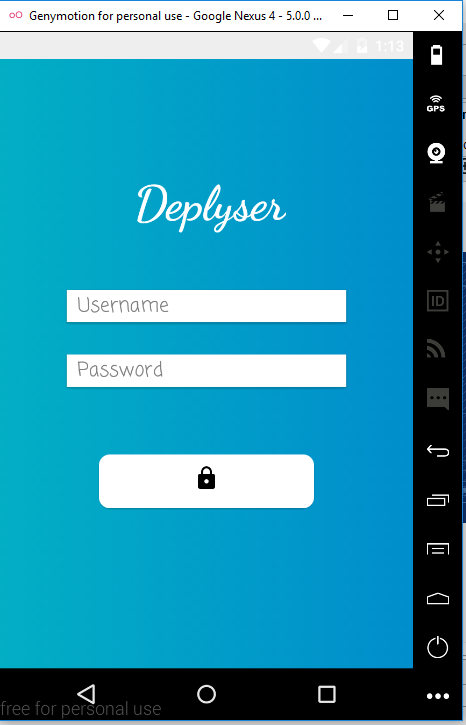 Genymotion for personal use - Google Nexus 4 - 5.0.0 ...
1:13
GPS
Deplyser
Username
ID
Password
free for personal use